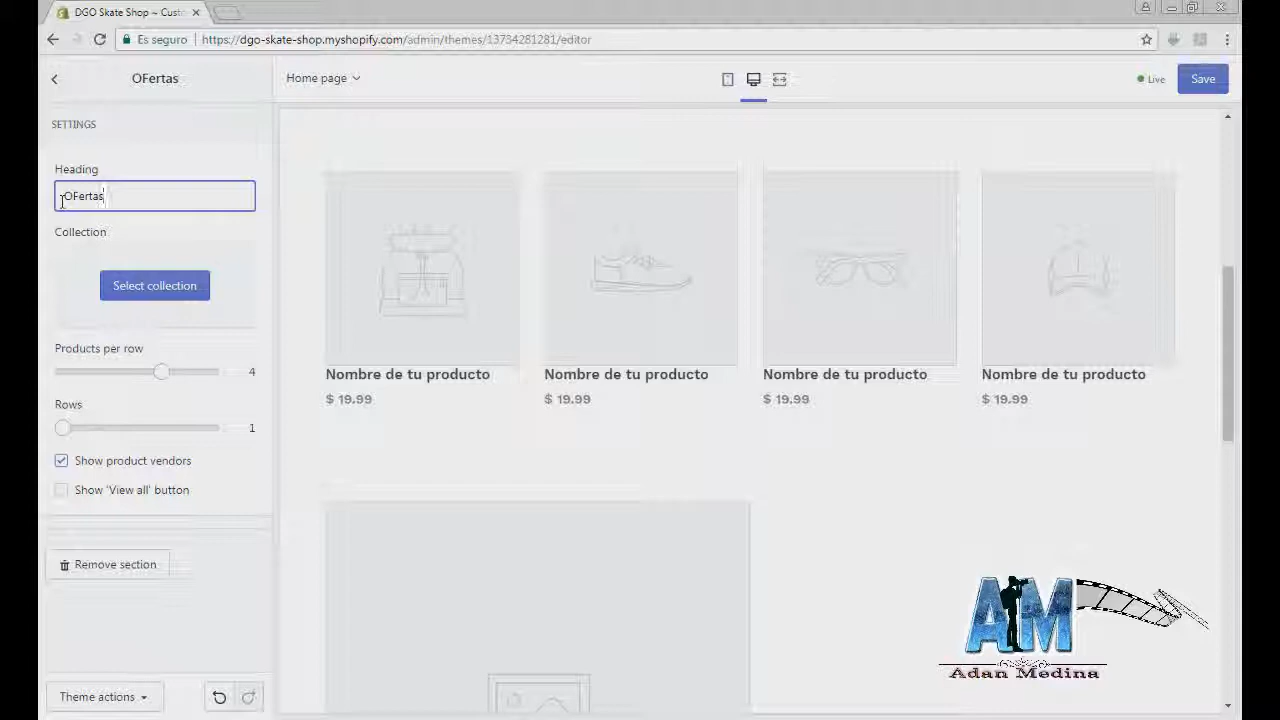 DGO Skate Shop ~ Custo
Es seguro
https://dgo-skate-shop.myshopify.com/admin/themes/13734281281/editor
OFertas
Home page
Live
Save
SETTINGS
Heading
OFertas
Collection
Select collection
Products per row
4
Rows
1
Show product vendors
Show 'View all' button
Remove section
Theme actions
Nombre de tu producto
$ 19.99
Nombre de tu producto
$ 19.99
Nombre de tu producto
$ 19.99
Nombre de tu producto
$ 19.99
AM
Adan Medina